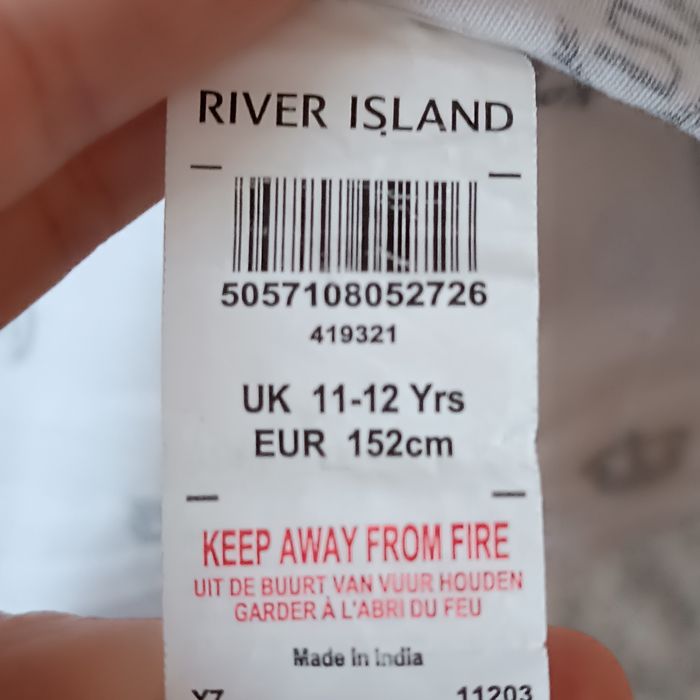 RIVER ISLAND
5057108052726
419321
UK 11-12 Yrs
EUR 152cm
KEEP AWAY FROM FIRE
UIT DE BUURT VAN VUUR HOUDEN
GARDER À L'ABRI DU FEU
Made in India
YZ 11203